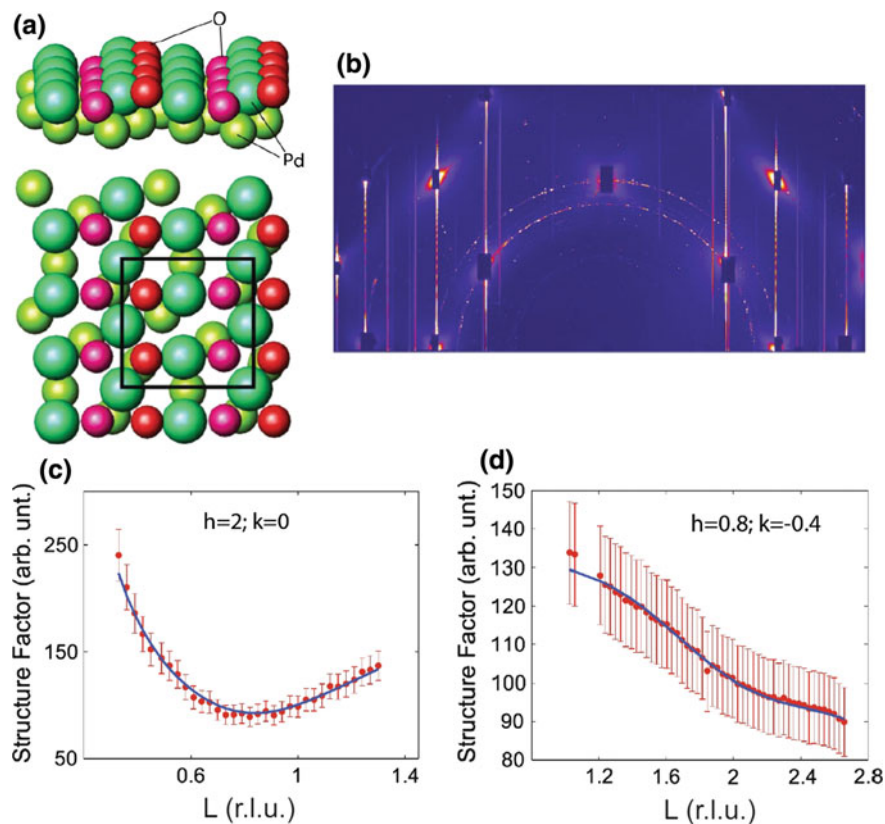 (a)
O
Pd
(b)
(c)
h=2; k=0
Structure Factor (arb. unt.)
250
150
50
0.6
1
1.4
L (r.l.u.)
(d)
h=0.8; k=-0.4
Structure Factor (arb. unt.)
150
140
130
120
110
100
90
80
1.2
1.6
2
2.4
2.8
L (r.l.u.)